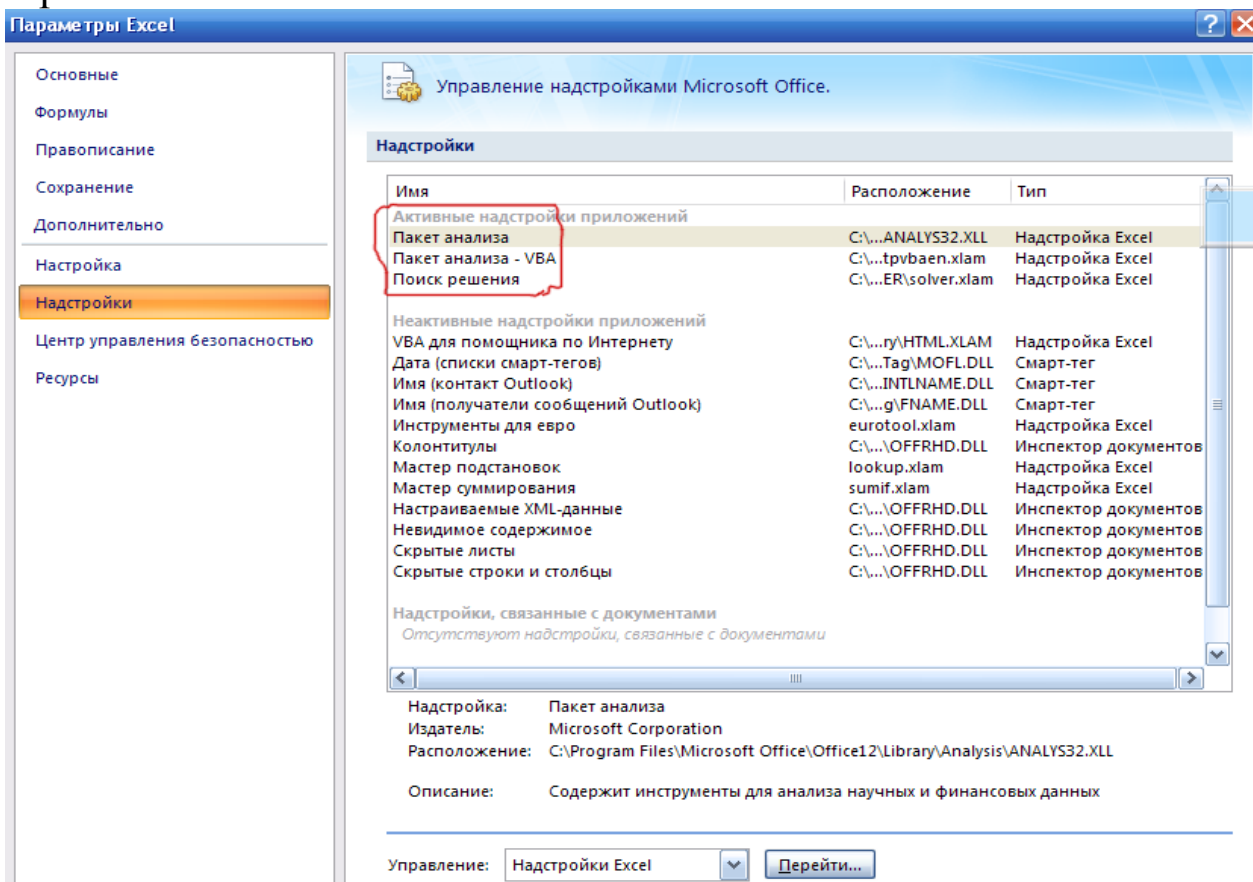 Параметры Excel
Основные
Формулы
Правописание
Сохранение
Дополнительно
Настройка
Надстройки
Центр управления безопасностью
Ресурсы
Управление надстройками Microsoft Office.
Надстройки
Имя Расположение Тип
Активные надстройки приложений
Пакет анализа C:\...ANALYS32.XLL Надстройка Excel
Пакет анализа - VBA C:\...tpvbaen.xlam Надстройка Excel
Поиск решения C:\...ER\solver.xlam Надстройка Excel
Неактивные надстройки приложений
VBA для помощника по Интернету C:\...ry\HTML.XLAM Надстройка Excel
Дата (списки смарт-тегов) C:\...Tag\MOFL.DLL Смарт-тег
Имя (контакт Outlook) C:\...INTLNAME.DLL Смарт-тег
Имя (получатели сообщений Outlook) C:\...g\FNAME.DLL Смарт-тег
Инструменты для евро eurotool.xlam Надстройка Excel
Колонтитулы C:\...\OFFRHD.DLL Инспектор документов
Мастер подстановок lookup.xlam Надстройка Excel
Мастер суммирования sumif.xlam Надстройка Excel
Настраиваемые XML-данные C:\...\OFFRHD.DLL Инспектор документов
Невидимое содержимое C:\...\OFFRHD.DLL Инспектор документов
Скрытые листы C:\...\OFFRHD.DLL Инспектор документов
Скрытые строки и столбцы C:\...\OFFRHD.DLL Инспектор документов
Надстройки, связанные с документами
Отсутствуют надстройки, связанные с документами
Надстройка: Пакет анализа
Издатель: Microsoft Corporation
Расположение: C:\Program Files\Microsoft Office\Office12\Library\Analysis\ANALYS32.XLL
Описание: Содержит инструменты для анализа научных и финансовых данных
Управление: Надстройки Excel Перейти...